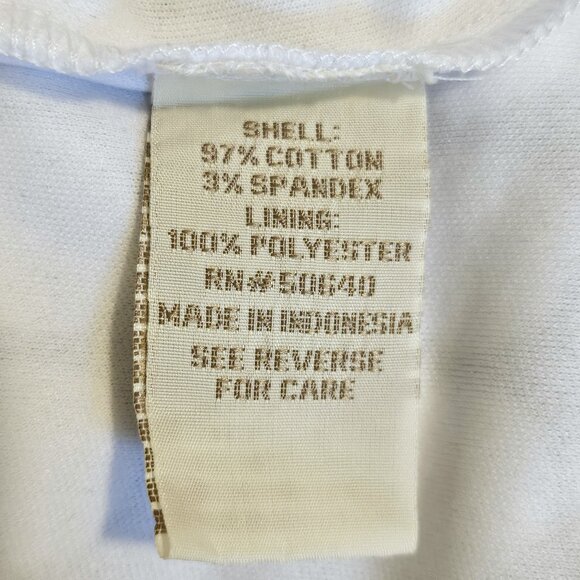 SHELL:
97% COTTON
3% SPANDEX
LINING:
100% POLYESTER
RN# 50640
MADE IN INDONESIA
SEE REVERSE
FOR CARE